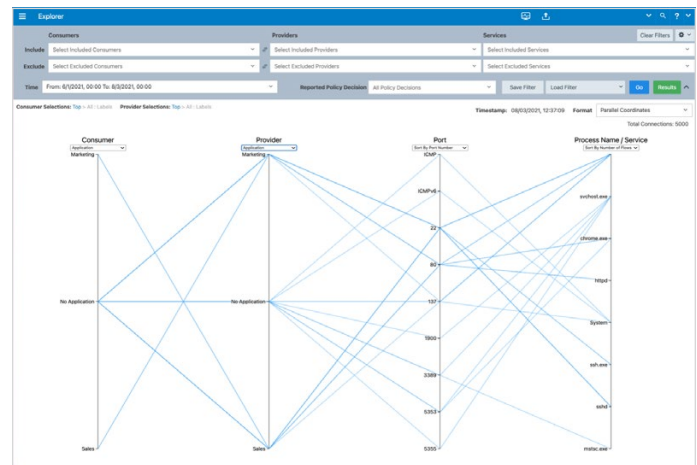 Explorer
Consumers Providers Services Clear Filters
Include Select Included Consumers Select Included Providers Select Included Services
Exclude Select Excluded Consumers Select Excluded Providers Select Excluded Services
Time From: 6/1/2021, 00:00 To: 8/3/2021, 00:00 Reported Policy Decision All Policy Decisions Save Filter Load Filter Go Results
Consumer Selections: Top > All : Labels Provider Selections: Top > All : Labels Timestamp: 08/03/2021, 12:37:09 Format Parallel Coordinates
Total Connections: 5000
Consumer Provider Port Process Name / Service
Application Application Sort By Port Number Sort By Number of Flows
Marketing Marketing ICMP
ICMPv6
svchost.exe
22
chrome.exe
80
httpd
No Application No Application 137
System
1900
ssh.exe
3389
sshd
5353
Sales Sales 5355 mstsc.exe